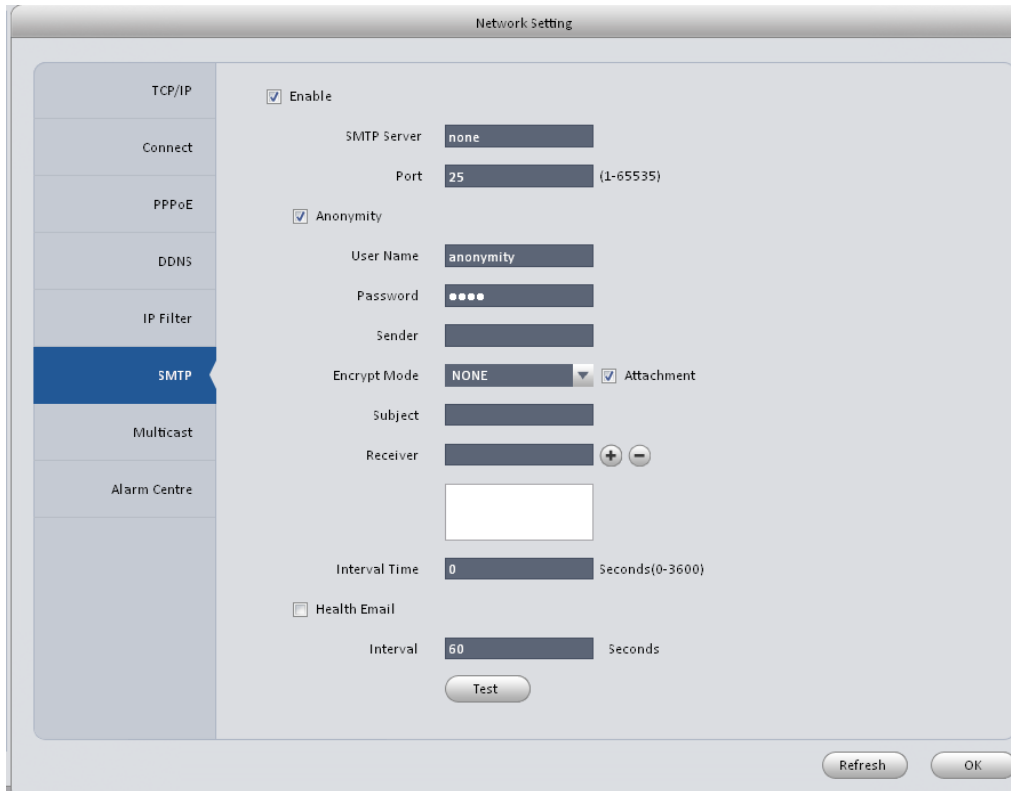 Network Setting
TCP/IP
Connect
PPPoE
DDNS
IP Filter
SMTP
Multicast
Alarm Centre
Enable
SMTP Server none
Port 25 (1-65535)
Anonymity
User Name anonymity
Password ●●●●
Sender
Encrypt Mode NONE Attachment
Subject
Receiver
Interval Time 0 Seconds(0-3600)
Health Email
Interval 60 Seconds
Test
Refresh OK